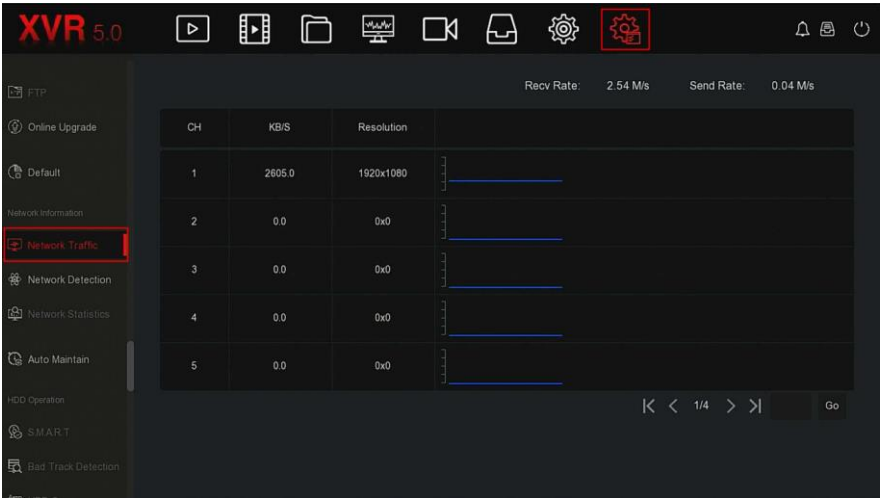 XVR 5.0
Recv Rate: 2.54 M/s Send Rate: 0.04 M/s
FTP
Online Upgrade
Default
Network Information
Network Traffic
Network Detection
Network Statistics
Auto Maintain
HDD Operation
S.M.A.R.T
Bad Track Detection
CH KB/S Resolution
1 2605.0 1920x1080
2 0.0 0x0
3 0.0 0x0
4 0.0 0x0
5 0.0 0x0
1/4 Go